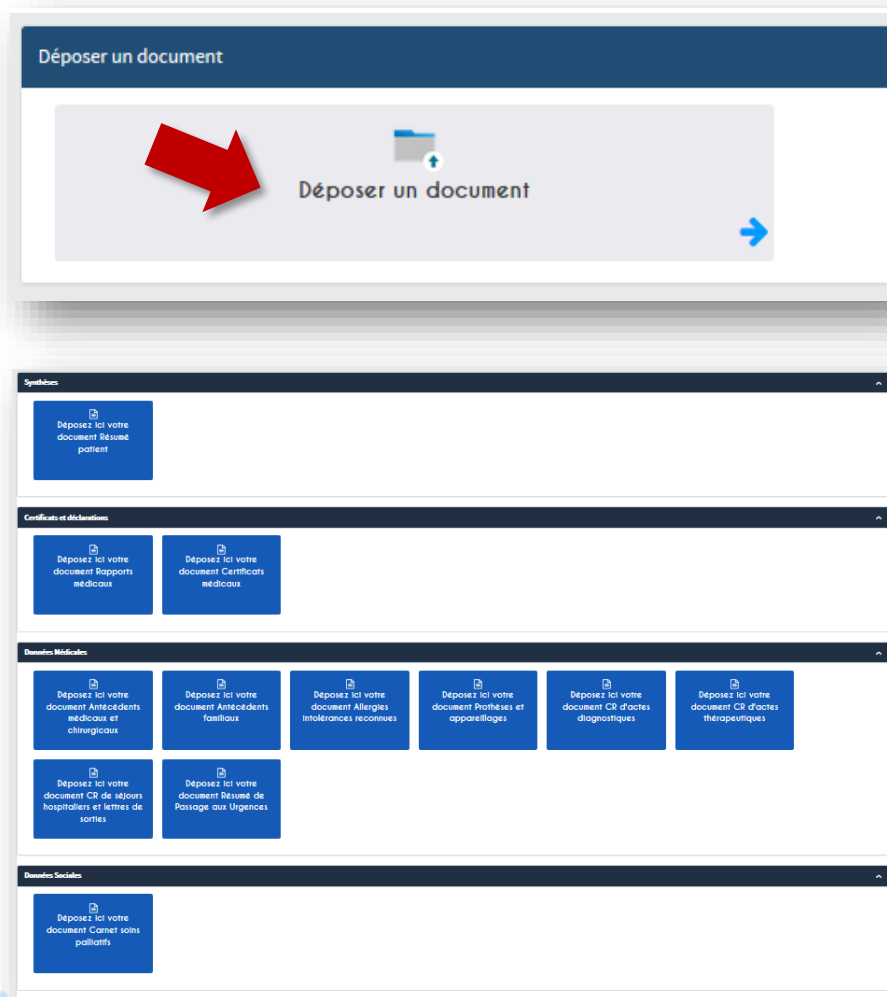 Déposer un document
Déposer un document
Synthèses
Déposez ici votre
document Résumé
patient
Certificats et déclarations
Déposez ici votre
document Rapports
médicaux
Déposez ici votre
document Certificats
médicaux
Données Médicales
Déposez ici votre
document Antécédents
médicaux et
chirurgicaux
Déposez ici votre
document Antécédents
familiaux
Déposez ici votre
document Allergies
intolérances reconnues
Déposez ici votre
document Prothèses et
appareillages
Déposez ici votre
document CR d'actes
diagnostiques
Déposez ici votre
document CR d'actes
thérapeutiques
Déposez ici votre
document CR de séjours
hospitaliers et lettres de
sorties
Déposez ici votre
document Résumé de
Passage aux Urgences
Données Sociales
Déposez ici votre
document Carnet soins
palliatifs